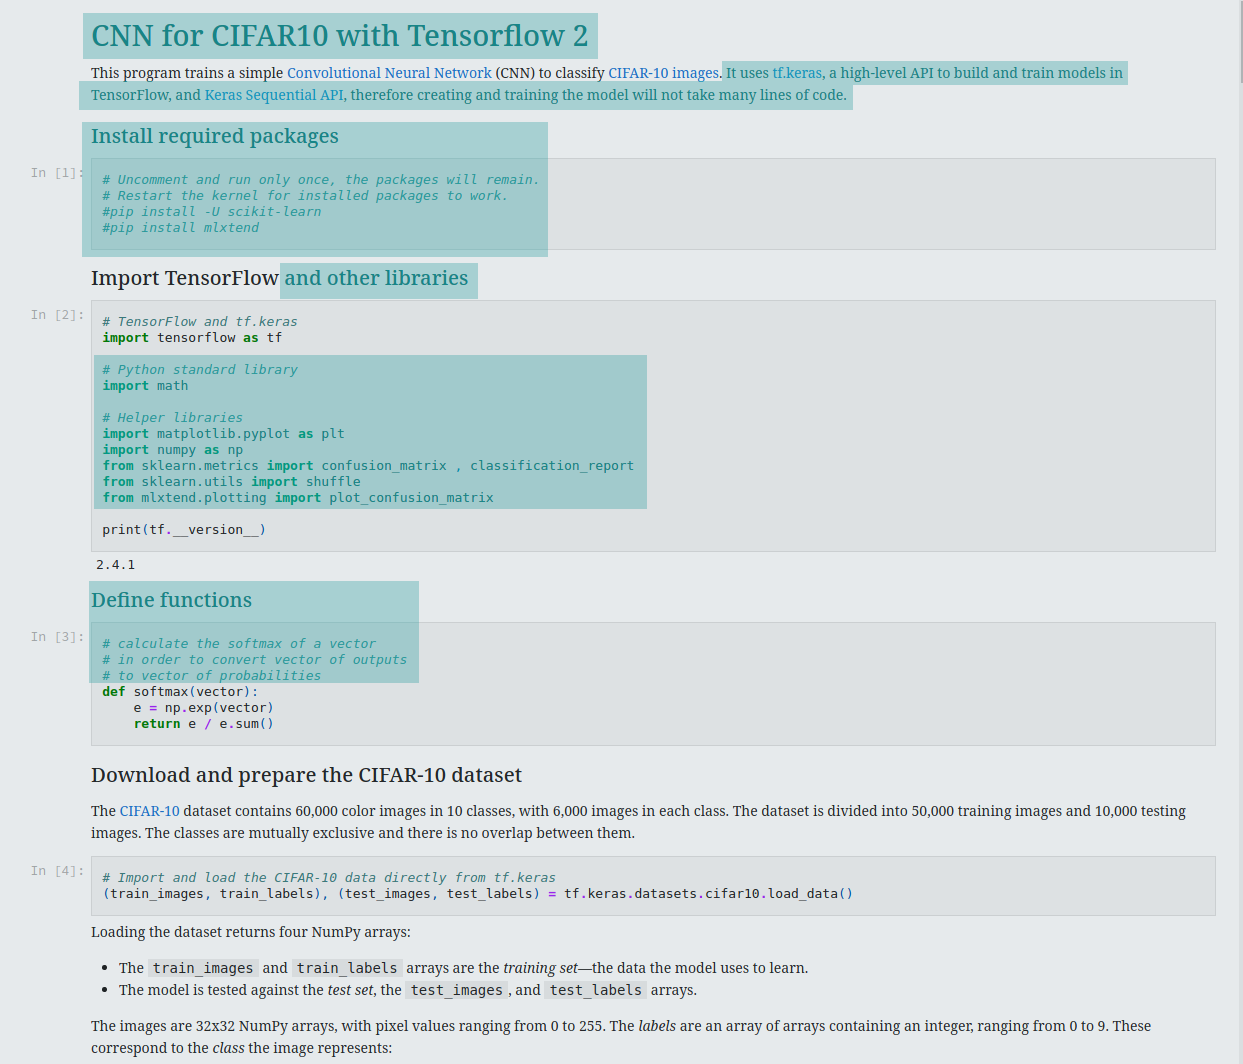 CNN for CIFAR10 with Tensorflow 2
This program trains a simple Convolutional Neural Network (CNN) to classify CIFAR-10 images. It uses tf.keras, a high-level API to build and train models in
TensorFlow, and Keras Sequential API, therefore creating and training the model will not take many lines of code.
Install required packages
In [1]:
# Uncomment and run only once, the packages will remain.
# Restart the kernel for installed packages to work.
#pip install -U scikit-learn
#pip install mlxtend
Import TensorFlow and other libraries
In [2]:
# TensorFlow and tf.keras
import tensorflow as tf
# Python standard library
import math
# Helper libraries
import matplotlib.pyplot as plt
import numpy as np
from sklearn.metrics import confusion_matrix , classification_report
from sklearn.utils import shuffle
from mlxtend.plotting import plot_confusion_matrix
print(tf.__version__)
2.4.1
Define functions
In [3]:
# calculate the softmax of a vector
# in order to convert vector of outputs
# to vector of probabilities
def softmax(vector):
    e = np.exp(vector)
    return e / e.sum()
Download and prepare the CIFAR-10 dataset
The CIFAR-10 dataset contains 60,000 color images in 10 classes, with 6,000 images in each class. The dataset is divided into 50,000 training images and 10,000 testing
images. The classes are mutually exclusive and there is no overlap between them.
In [4]:
# Import and load the CIFAR-10 data directly from tf.keras
(train_images, train_labels), (test_images, test_labels) = tf.keras.datasets.cifar10.load_data()
Loading the dataset returns four NumPy arrays:
• The train_images and train_labels arrays are the training set—the data the model uses to learn.
• The model is tested against the test set, the test_images, and test_labels arrays.
The images are 32x32 NumPy arrays, with pixel values ranging from 0 to 255. The labels are an array of arrays containing an integer, ranging from 0 to 9. These
correspond to the class the image represents: